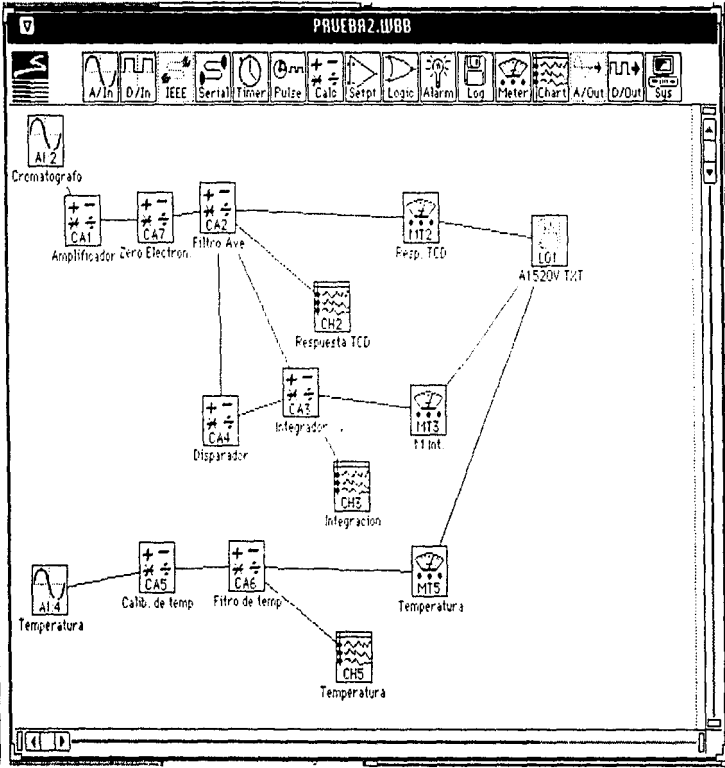 PRUEBA2.WBB
A/In D/In IEEE Serial Timer Pulse Calc Setpt Logic Alarm Log Meter Chart A/Out D/Out Sys
AI:2
Crematografo
CA1
Amplificador
CA7
Zero Electron.
CA2
Filtro Ave
MT2
Resp. TCD
LG1
A1520V TXT
CH2
Respuesta TCD
CA4
Disparador
CA3
Integrador
MT3
M Int.
CH3
Integracion
AI:4
Temperatura
CA5
Calib. de temp
CA6
Fitro de temp
MT5
Temperatura
CH5
Temperatura